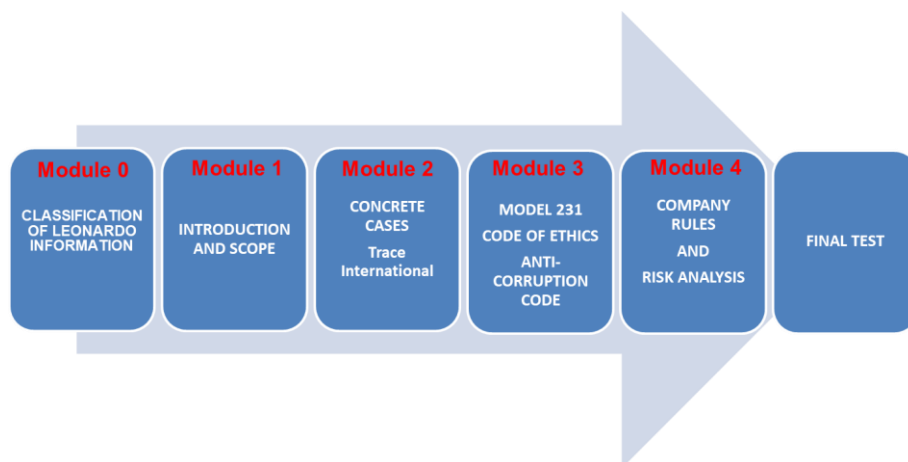 Module 0
CLASSIFICATION
OF LEONARDO
INFORMATION
Module 1
INTRODUCTION
AND SCOPE
Module 2
CONCRETE
CASES
Trace
International
Module 3
MODEL 231
CODE OF ETHICS
ANTI-
CORRUPTION
CODE
Module 4
COMPANY
RULES
AND
RISK ANALYSIS
FINAL TEST